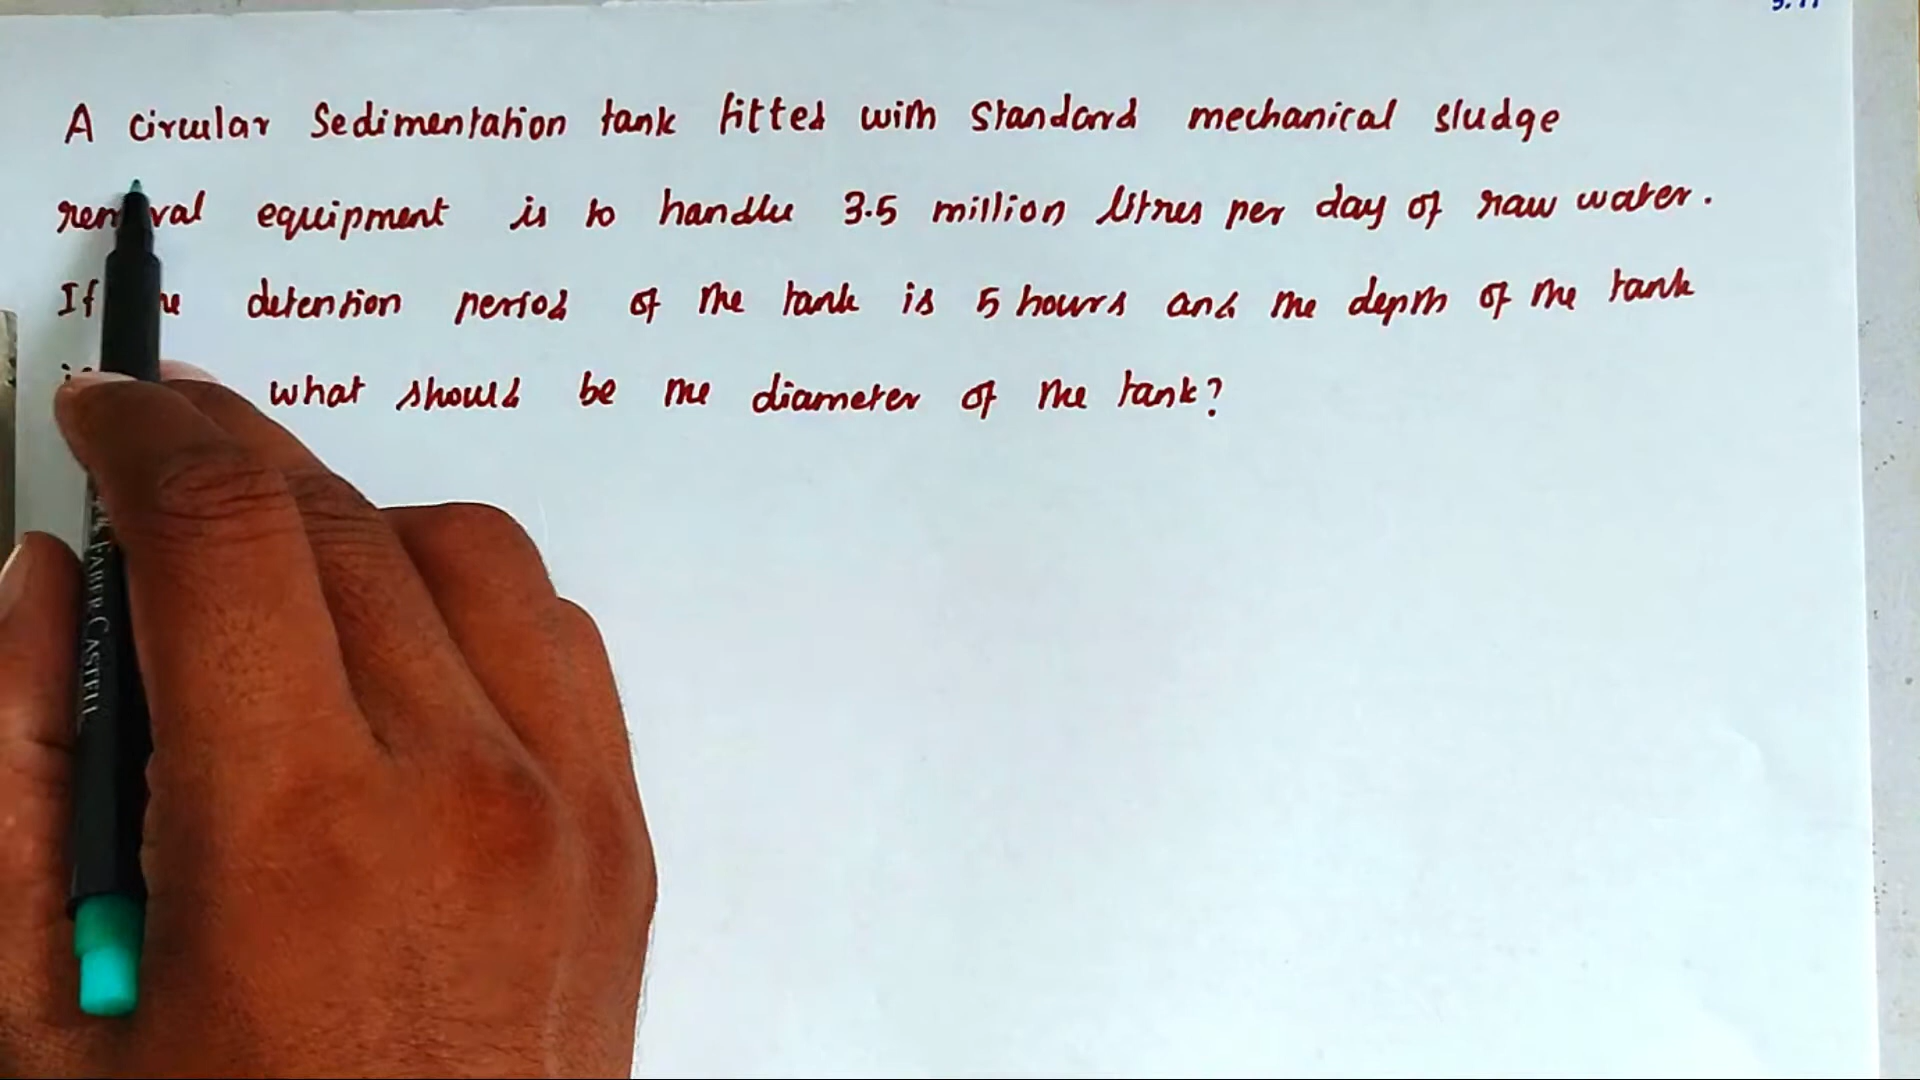 A circular Sedimentation tank fitted with standard mechanical sludge
equipment is to handle 3.5 million litres per day of raw water.
If detention period of the tank is 5 hours and the depth of the tank
what should be the diameter of the tank?
FABER-CASTELL